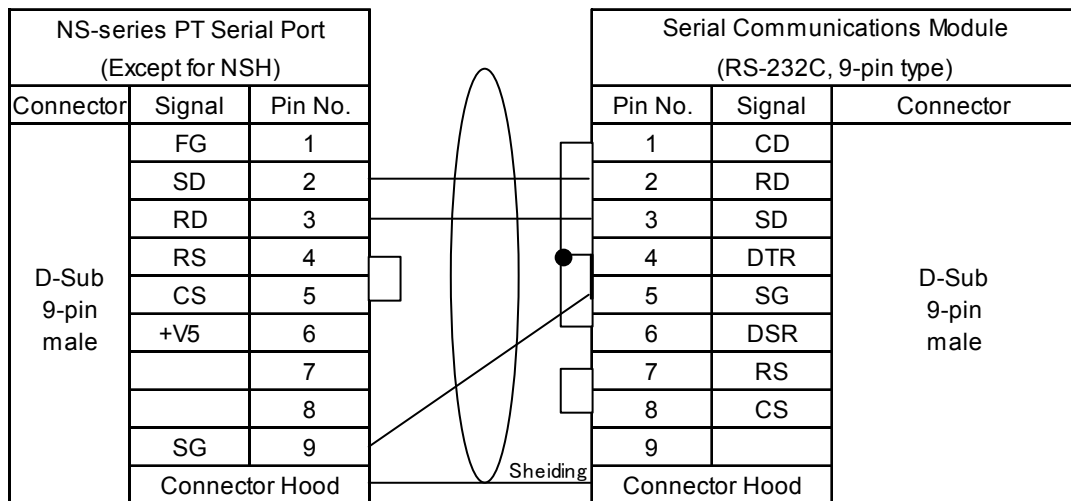 NS-series PT Serial Port
(Except for NSH)
Connector Signal Pin No.
FG 1
SD 2
RD 3
RS 4
CS 5
+V5 6
7
8
SG 9
D-Sub
9-pin
male
Connector Hood
Sheiding
Serial Communications Module
(RS-232C, 9-pin type)
Pin No. Signal Connector
1 CD
2 RD
3 SD
4 DTR
5 SG
6 DSR
7 RS
8 CS
9
D-Sub
9-pin
male
Connector Hood